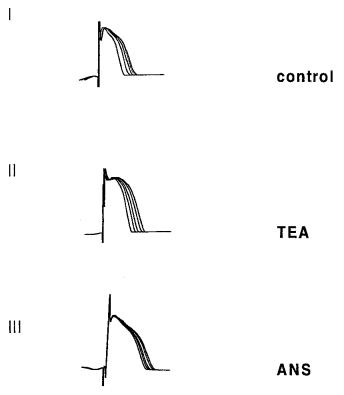 I
control
II
TEA
III
ANS